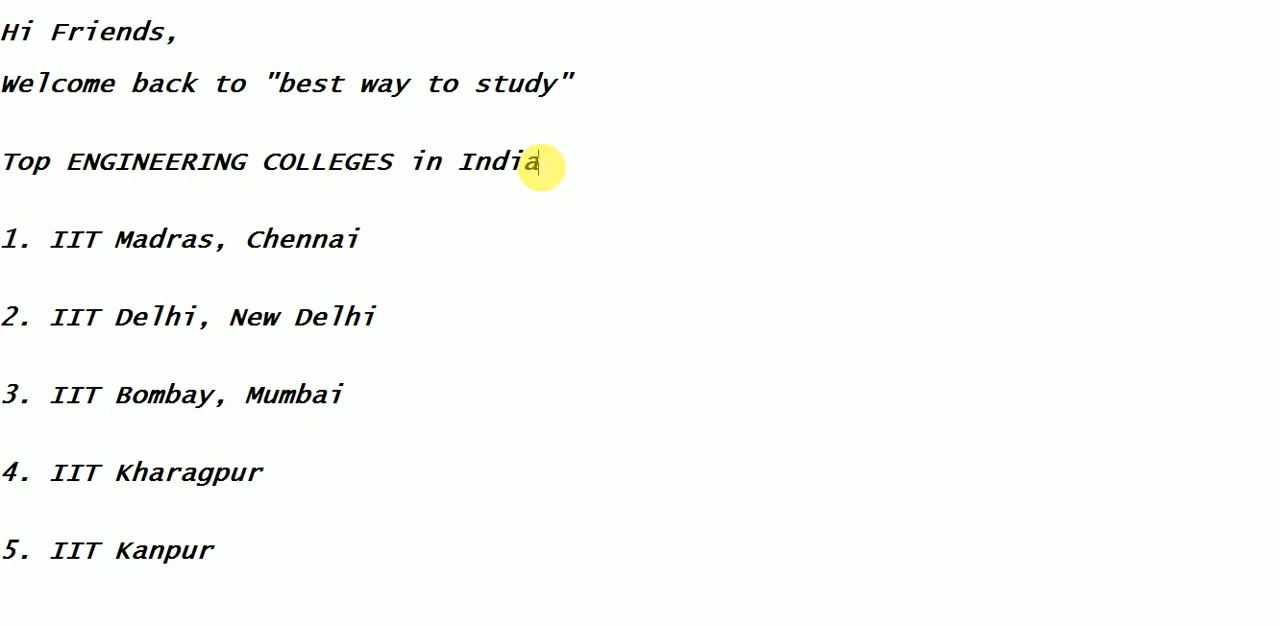 Hi Friends,
Welcome back to "best way to study"
Top ENGINEERING COLLEGES in India
1. IIT Madras, Chennai
2. IIT Delhi, New Delhi
3. IIT Bombay, Mumbai
4. IIT Kharagpur
5. IIT Kanpur